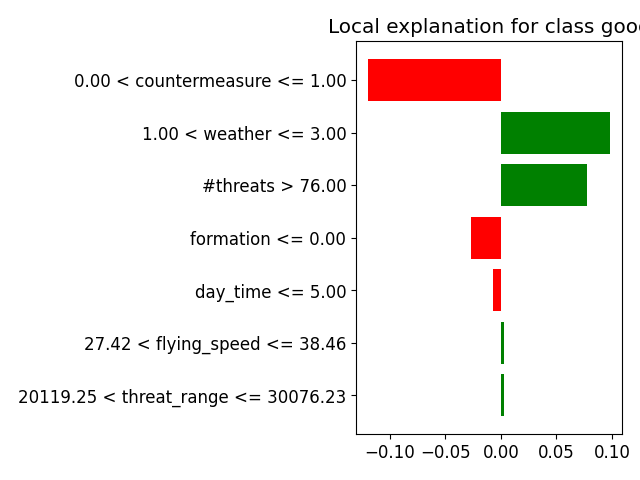 Local explanation for class good
0.00 < countermeasure <= 1.00
1.00 < weather <= 3.00
#threats > 76.00
formation <= 0.00
day_time <= 5.00
27.42 < flying_speed <= 38.46
20119.25 < threat_range <= 30076.23
−0.10 −0.05 0.00 0.05 0.10